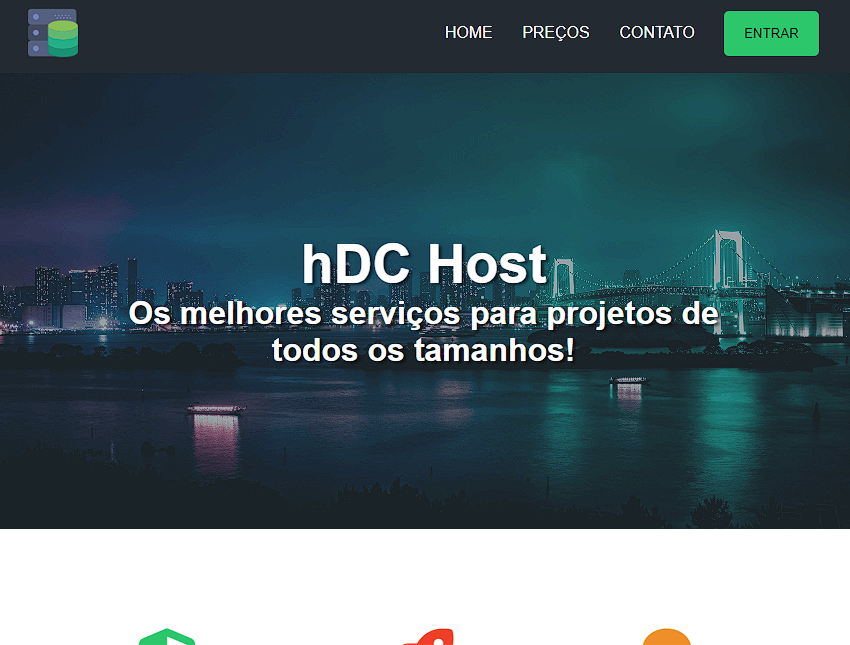 HOME PREÇOS CONTATO ENTRAR
hDC Host
Os melhores serviços para projetos de
todos os tamanhos!